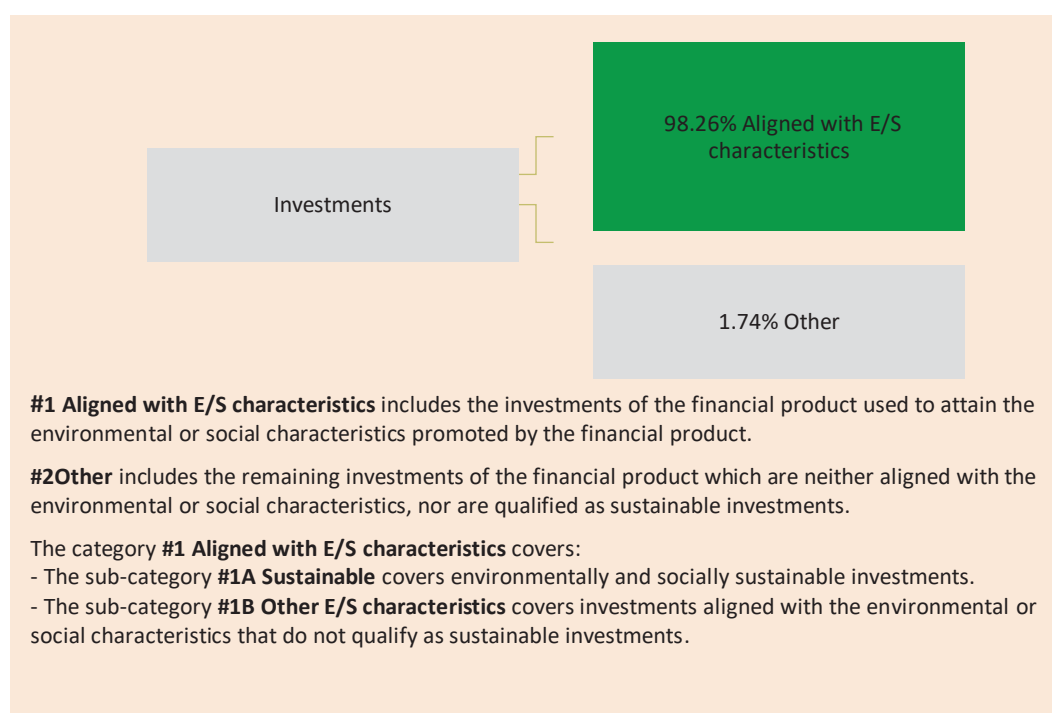 98.26% Aligned with E/S
characteristics
Investments
1.74% Other
#1 Aligned with E/S characteristics includes the investments of the financial product used to attain the
environmental or social characteristics promoted by the financial product.
#2Other includes the remaining investments of the financial product which are neither aligned with the
environmental or social characteristics, nor are qualified as sustainable investments.
The category #1 Aligned with E/S characteristics covers:
- The sub-category #1A Sustainable covers environmentally and socially sustainable investments.
- The sub-category #1B Other E/S characteristics covers investments aligned with the environmental or
social characteristics that do not qualify as sustainable investments.